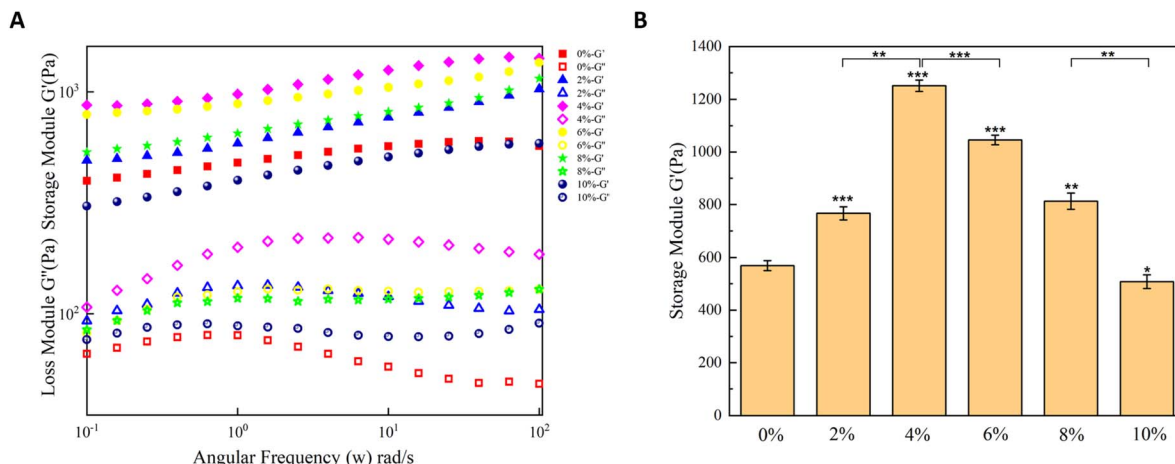 A
Loss Module G''(Pa) Storage Module G'(Pa)
10³
10²
10⁻¹ 10⁰ 10¹ 10²
Angular Frequency (w) rad/s
0%-G'
0%-G''
2%-G'
2%-G''
4%-G'
4%-G''
6%-G'
6%-G''
8%-G'
8%-G''
10%-G'
10%-G''
B
Storage Module G'(Pa)
1400
1200
1000
800
600
400
200
0
** *** **
***
***
***
**
*
0% 2% 4% 6% 8% 10%